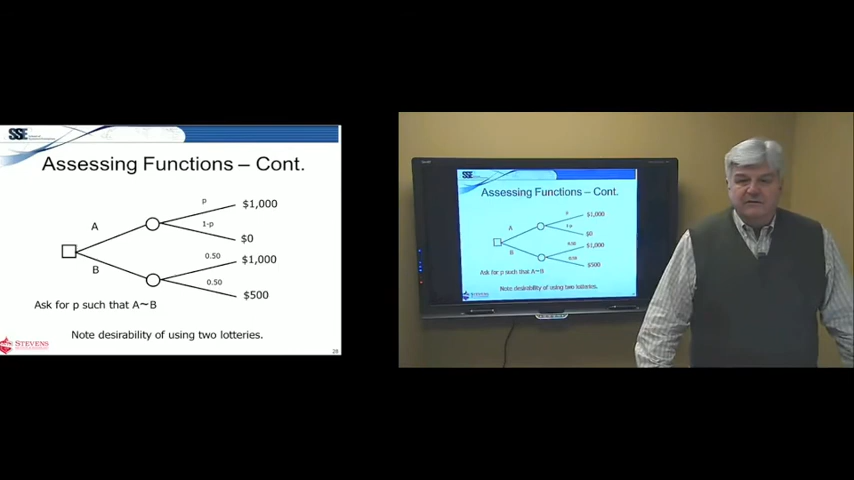 SSE
Assessing Functions – Cont.
p
$1,000
A
1-p
$0
0.50
$1,000
B
0.50
$500
Ask for p such that A~B
Note desirability of using two lotteries.
STEVENS
28
SSE
Assessing Functions – Cont.
p
$1,000
A
1-p
$0
0.50
$1,000
B
0.50
$500
Ask for p such that A~B
Note desirability of using two lotteries.
STEVENS